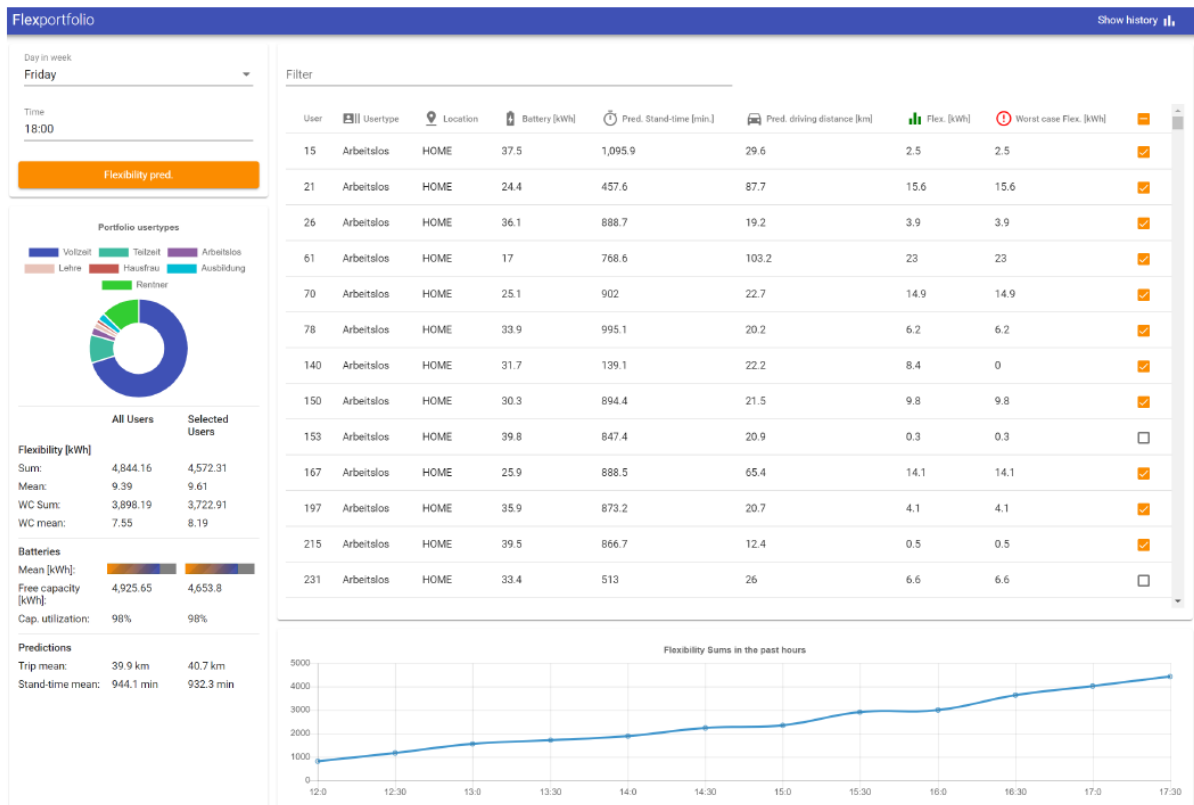 Flexportfolio
Show history
Day in week
Friday
Time
18:00
Flexibility pred.
Portfolio usertypes
Vollzeit Teilzeit Arbeitslos
Lehre Hausfrau Ausbildung
Rentner
All Users Selected Users
Flexibility [kWh]
Sum: 4,844.16 4,572.31
Mean: 9.39 9.61
WC Sum: 3,898.19 3,722.91
WC mean: 7.55 8.19
Batteries
Mean [kWh]:
Free capacity [kWh]: 4,925.65 4,653.8
Cap. utilization: 98% 98%
Predictions
Trip mean: 39.9 km 40.7 km
Stand-time mean: 944.1 min 932.3 min
Filter
User Usertype Location Battery [kWh] Pred. Stand-time [min.] Pred. driving distance [km] Flex. [kWh] Worst case Flex. [kWh]
15 Arbeitslos HOME 37.5 1,095.9 29.6 2.5 2.5
21 Arbeitslos HOME 24.4 457.6 87.7 15.6 15.6
26 Arbeitslos HOME 36.1 888.7 19.2 3.9 3.9
61 Arbeitslos HOME 17 768.6 103.2 23 23
70 Arbeitslos HOME 25.1 902 22.7 14.9 14.9
78 Arbeitslos HOME 33.9 995.1 20.2 6.2 6.2
140 Arbeitslos HOME 31.7 139.1 22.2 8.4 0
150 Arbeitslos HOME 30.3 894.4 21.5 9.8 9.8
153 Arbeitslos HOME 39.8 847.4 20.9 0.3 0.3
167 Arbeitslos HOME 25.9 888.5 65.4 14.1 14.1
197 Arbeitslos HOME 35.9 873.2 20.7 4.1 4.1
215 Arbeitslos HOME 39.5 866.7 12.4 0.5 0.5
231 Arbeitslos HOME 33.4 513 26 6.6 6.6
Flexibility Sums in the past hours
5000
4000
3000
2000
1000
0
12:0 12:30 13:0 13:30 14:0 14:30 15:0 15:30 16:0 16:30 17:0 17:30